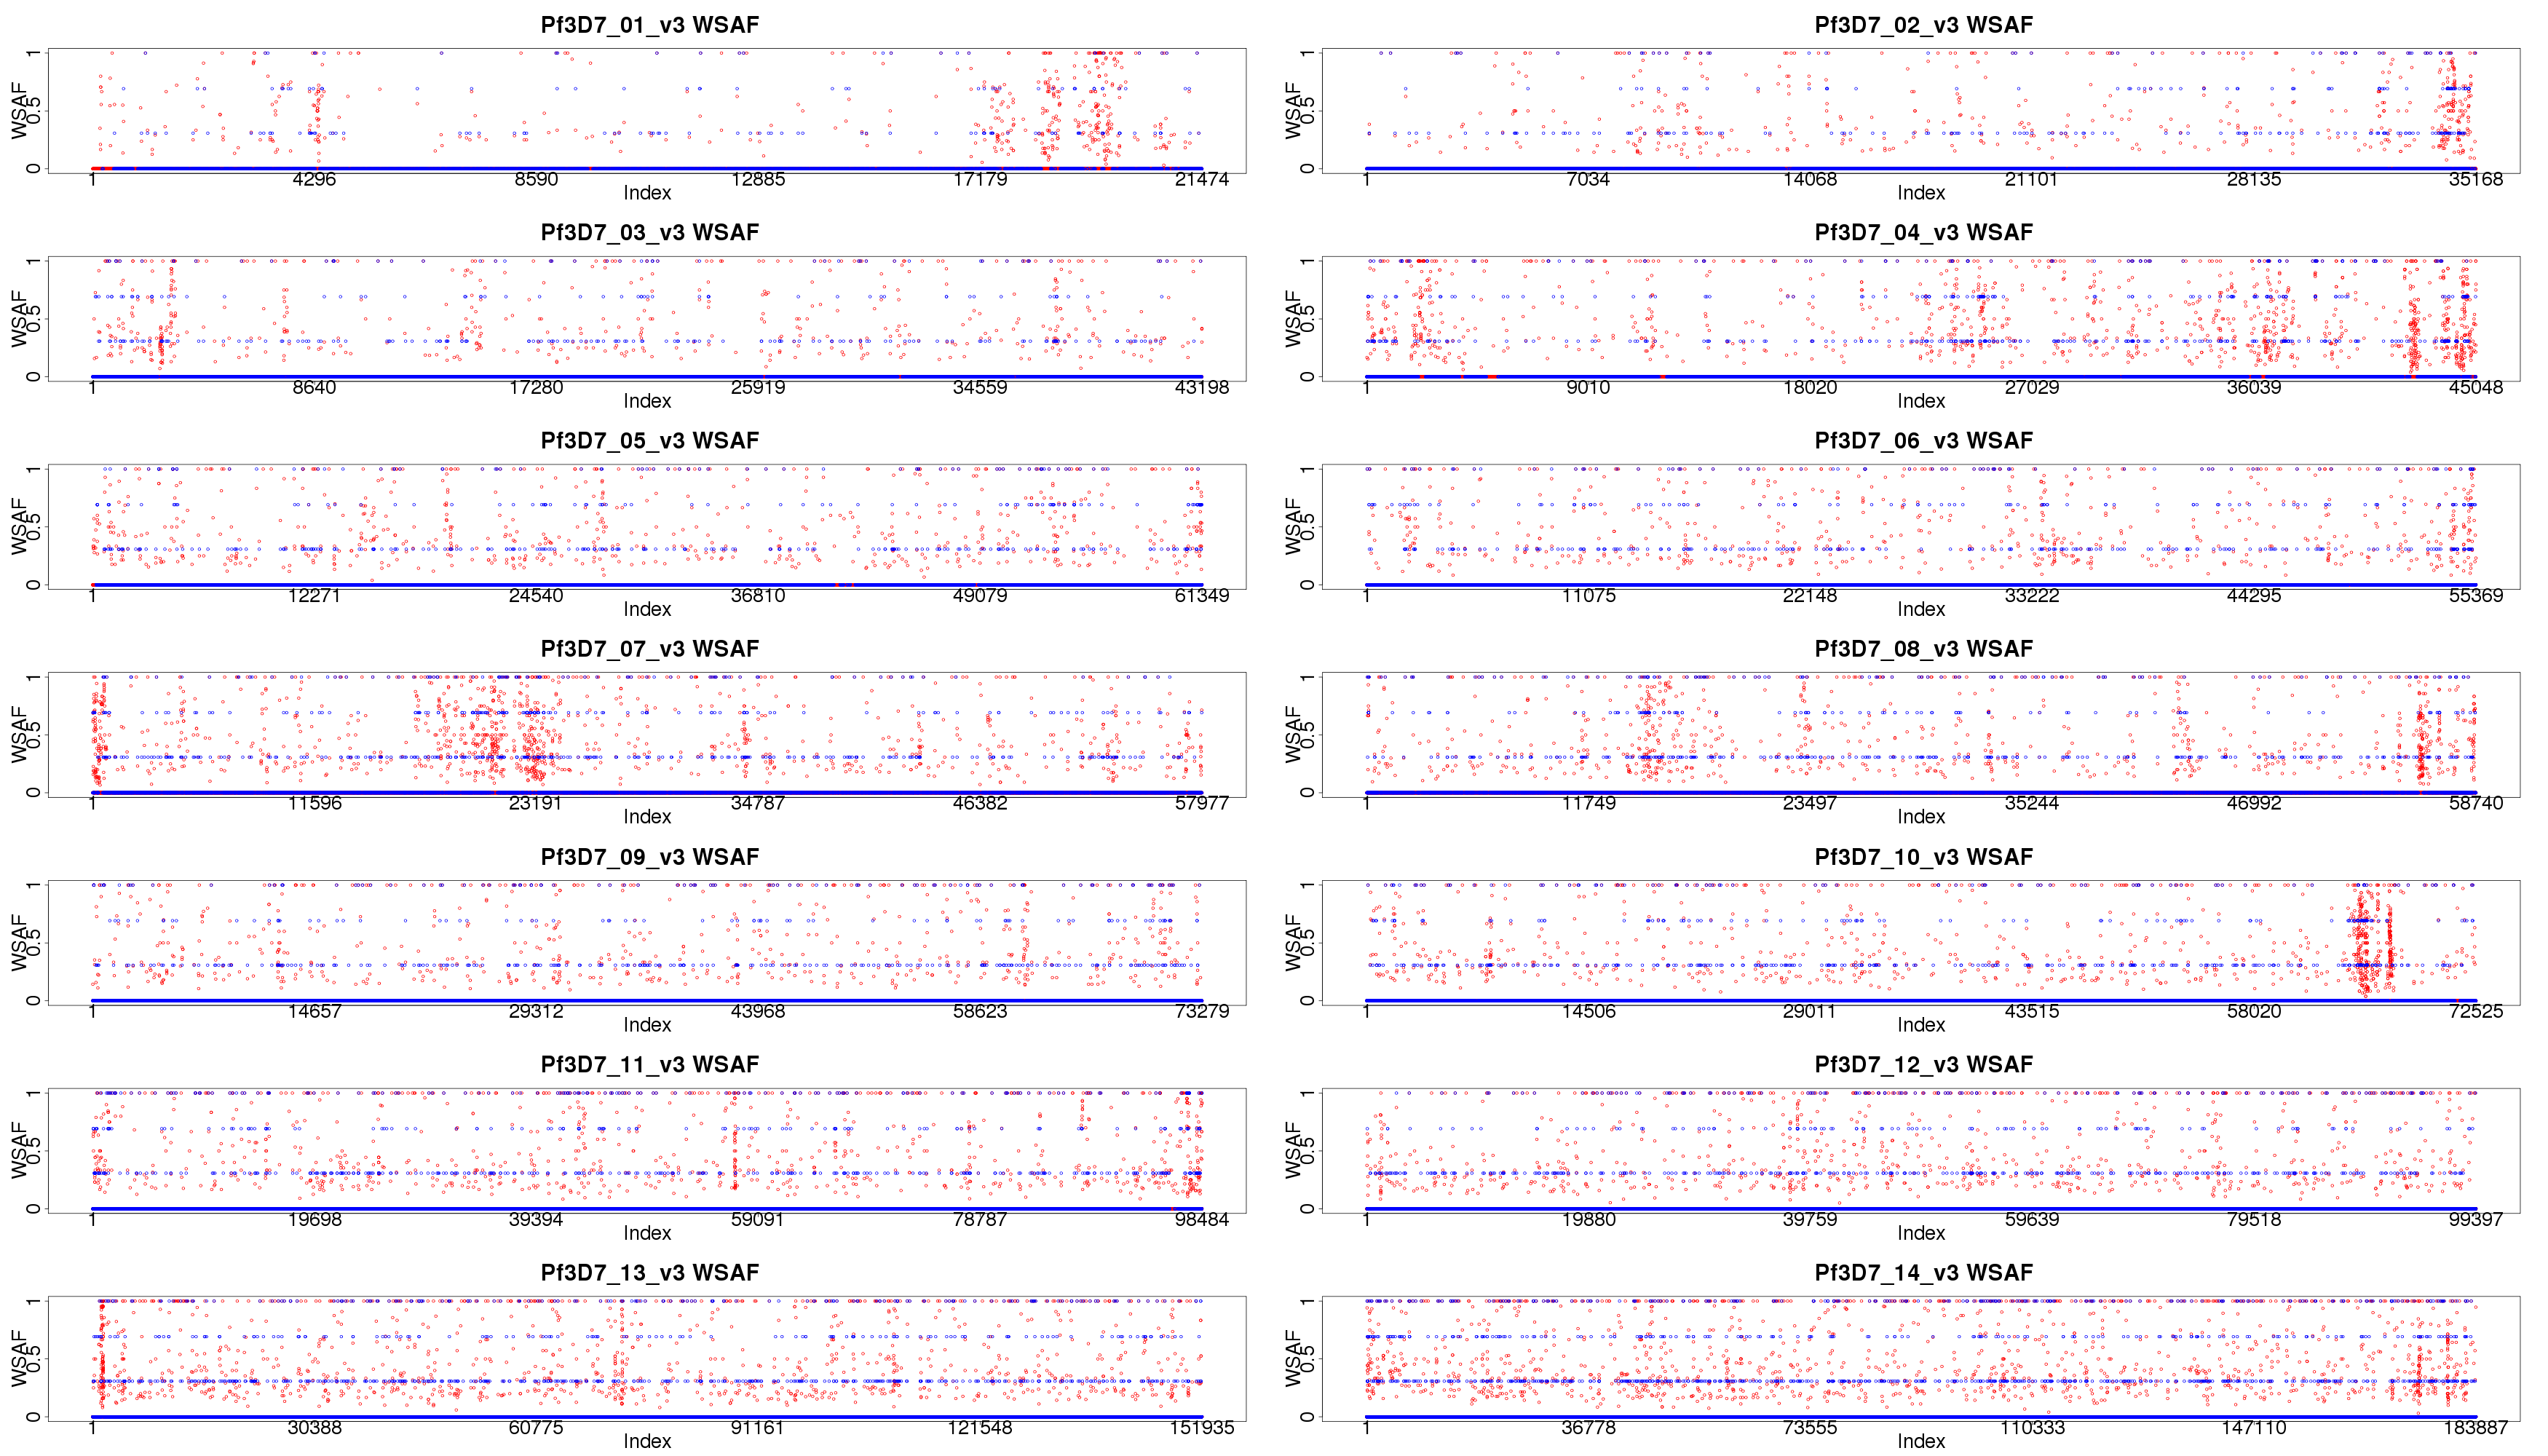 Pf3D7_01_v3 WSAF
WSAF
0 0.5 1
1 4296 8590 12885 17179 21474
Index
Pf3D7_02_v3 WSAF
WSAF
0 0.5 1
1 7034 14068 21101 28135 35168
Index
Pf3D7_03_v3 WSAF
WSAF
0 0.5 1
1 8640 17280 25919 34559 43198
Index
Pf3D7_04_v3 WSAF
WSAF
0 0.5 1
1 9010 18020 27029 36039 45048
Index
Pf3D7_05_v3 WSAF
WSAF
0 0.5 1
1 12271 24540 36810 49079 61349
Index
Pf3D7_06_v3 WSAF
WSAF
0 0.5 1
1 11075 22148 33222 44295 55369
Index
Pf3D7_07_v3 WSAF
WSAF
0 0.5 1
1 11596 23191 34787 46382 57977
Index
Pf3D7_08_v3 WSAF
WSAF
0 0.5 1
1 11749 23497 35244 46992 58740
Index
Pf3D7_09_v3 WSAF
WSAF
0 0.5 1
1 14657 29312 43968 58623 73279
Index
Pf3D7_10_v3 WSAF
WSAF
0 0.5 1
1 14506 29011 43515 58020 72525
Index
Pf3D7_11_v3 WSAF
WSAF
0 0.5 1
1 19698 39394 59091 78787 98484
Index
Pf3D7_12_v3 WSAF
WSAF
0 0.5 1
1 19880 39759 59639 79518 99397
Index
Pf3D7_13_v3 WSAF
WSAF
0 0.5 1
1 30388 60775 91161 121548 151935
Index
Pf3D7_14_v3 WSAF
WSAF
0 0.5 1
1 36778 73555 110333 147110 183887
Index